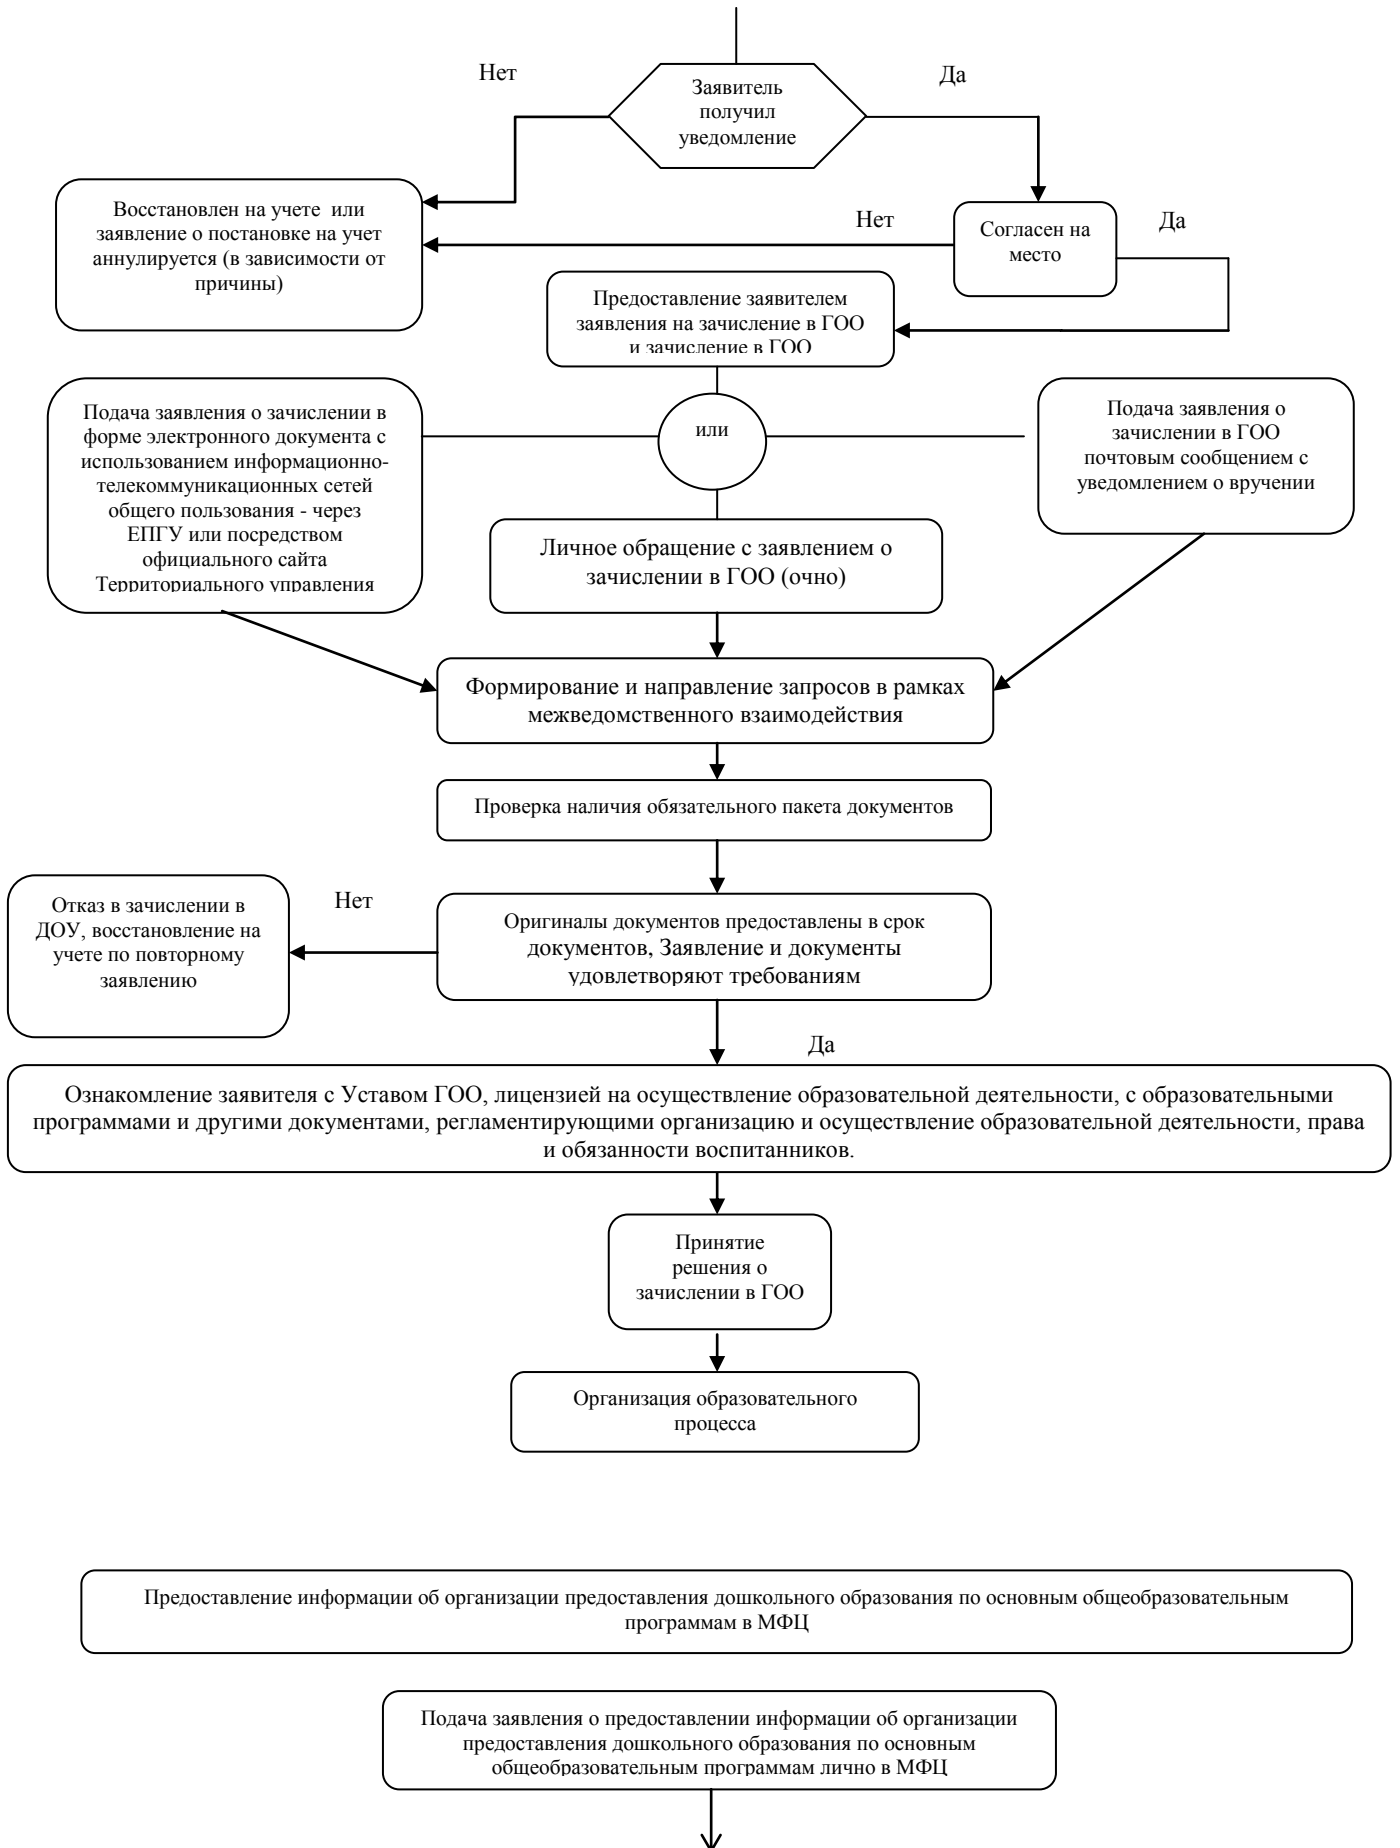 Нет
Да
Заявитель
получил
уведомление
Восстановлен на учете или
заявление о постановке на учет
аннулируется (в зависимости от
причины)
Нет
Согласен на
место
Да
Предоставление заявителем
заявления на зачисление в ГОО
и зачисление в ГОО
Подача заявления о зачислении в
форме электронного документа с
использованием информационно-
телекоммуникационных сетей
общего пользования - через
ЕПГУ или посредством
официального сайта
Территориального управления
или
Подача заявления о
зачислении в ГОО
почтовым сообщением с
уведомлением о вручении
Личное обращение с заявлением о
зачислении в ГОО (очно)
Формирование и направление запросов в рамках
межведомственного взаимодействия
Проверка наличия обязательного пакета документов
Отказ в зачислении в
ДОУ, восстановление на
учете по повторному
заявлению
Нет
Оригиналы документов предоставлены в срок
документов, Заявление и документы
удовлетворяют требованиям
Да
Ознакомление заявителя с Уставом ГОО, лицензией на осуществление образовательной деятельности, с образовательными
программами и другими документами, регламентирующими организацию и осуществление образовательной деятельности, права
и обязанности воспитанников.
Принятие
решения о
зачислении в ГОО
Организация образовательного
процесса
Предоставление информации об организации предоставления дошкольного образования по основным общеобразовательным
программам в МФЦ
Подача заявления о предоставлении информации об организации
предоставления дошкольного образования по основным
общеобразовательным программам лично в МФЦ